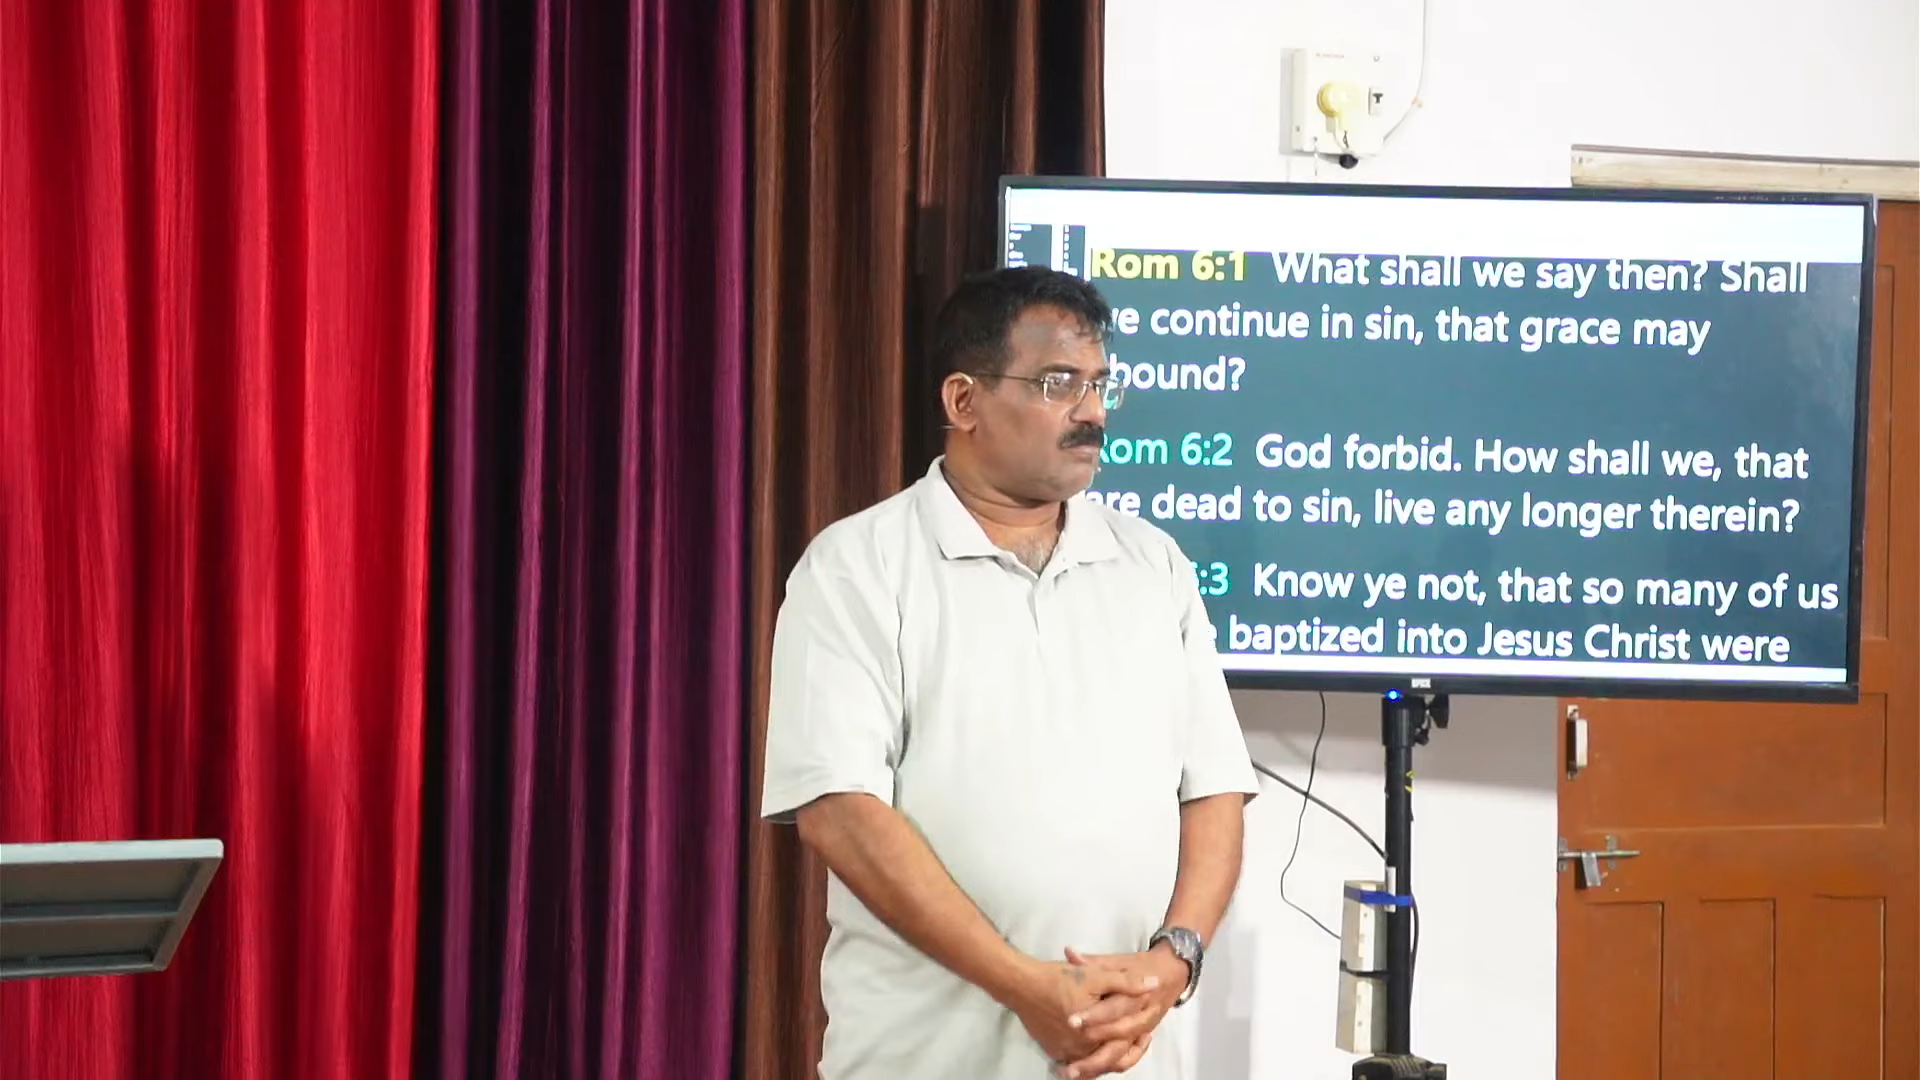 Rom 6:1 What shall we say then? Shall
continue in sin, that grace may
bound?
Rom 6:2 God forbid. How shall we, that
are dead to sin, live any longer therein?
:3 Know ye not, that so many of us
baptized into Jesus Christ were